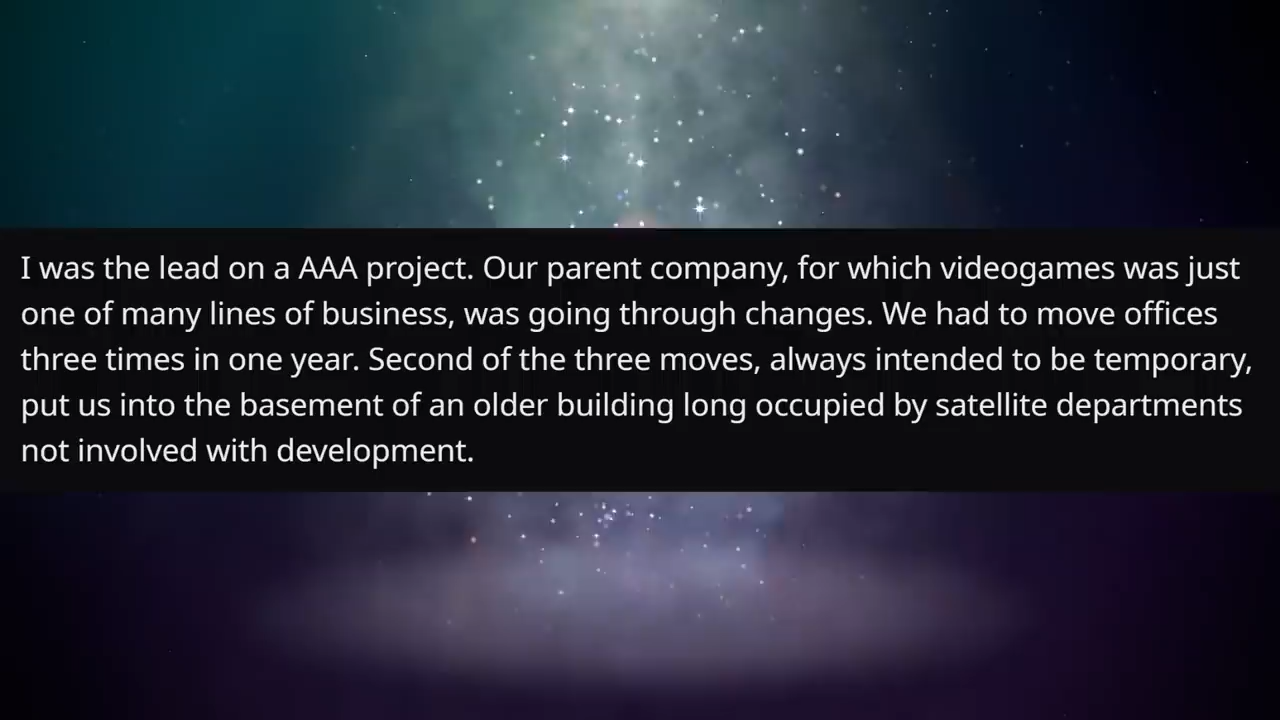 I was the lead on a AAA project. Our parent company, for which videogames was just
one of many lines of business, was going through changes. We had to move offices
three times in one year. Second of the three moves, always intended to be temporary,
put us into the basement of an older building long occupied by satellite departments
not involved with development.